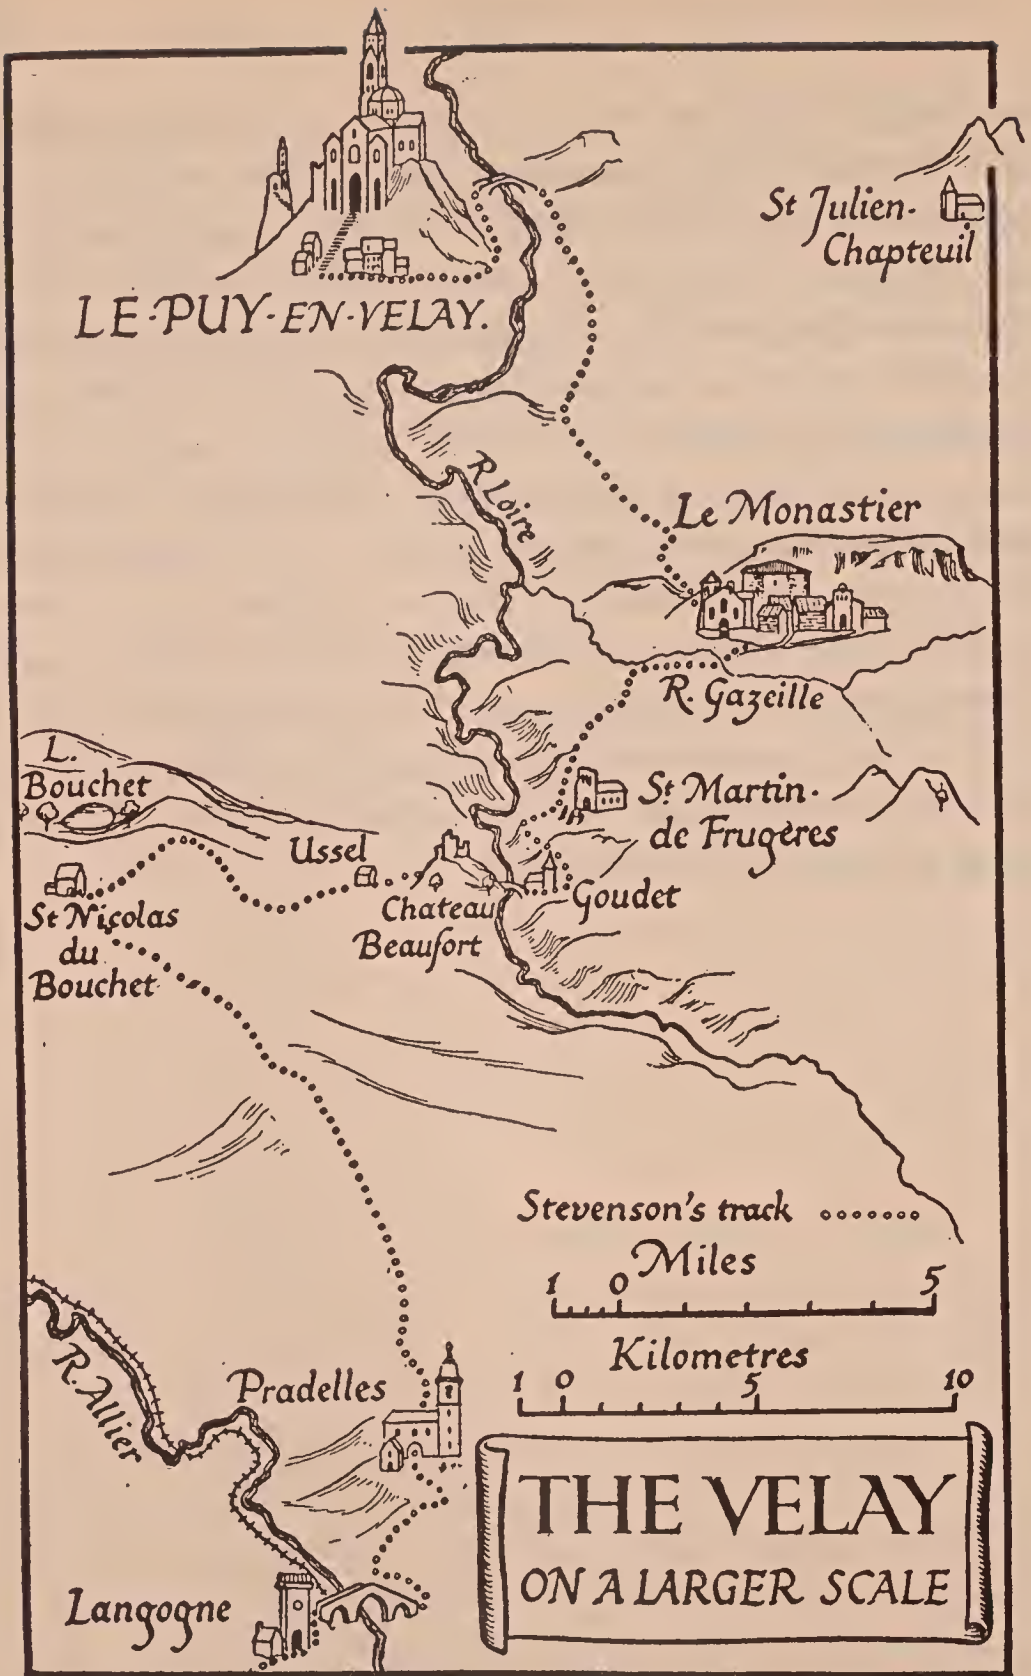 LE·PUY-EN-VELAY.
St Julien-
Chapteuil
R Loire
Le Monastier
R. Gazeille
L.
Bouchet
St Martin-
de Frugères
Ussel
Chateau
Beaufort
Goudet
St Nicolas
du
Bouchet
Stevenson's track
Miles
1 0 5
Kilometres
1 0 5 10
R. Allier
Pradelles
Langogne
THE VELAY
ON A LARGER SCALE